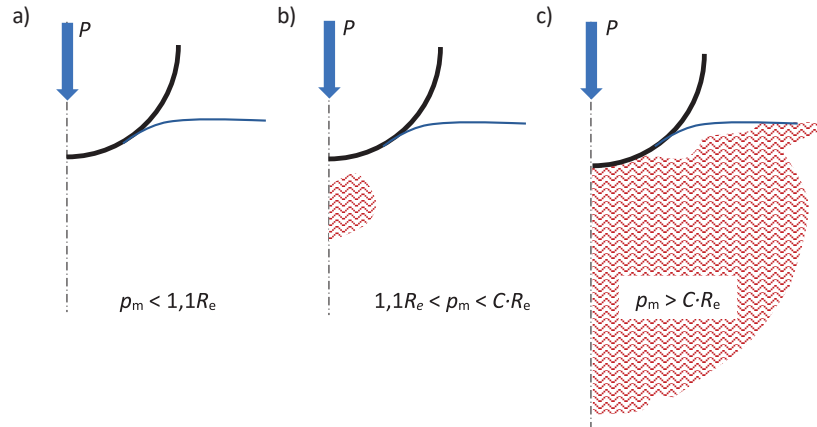 a)
P
b)
P
c)
P
pm < 1,1Re
1,1Re < pm < C·Re
pm > C·Re